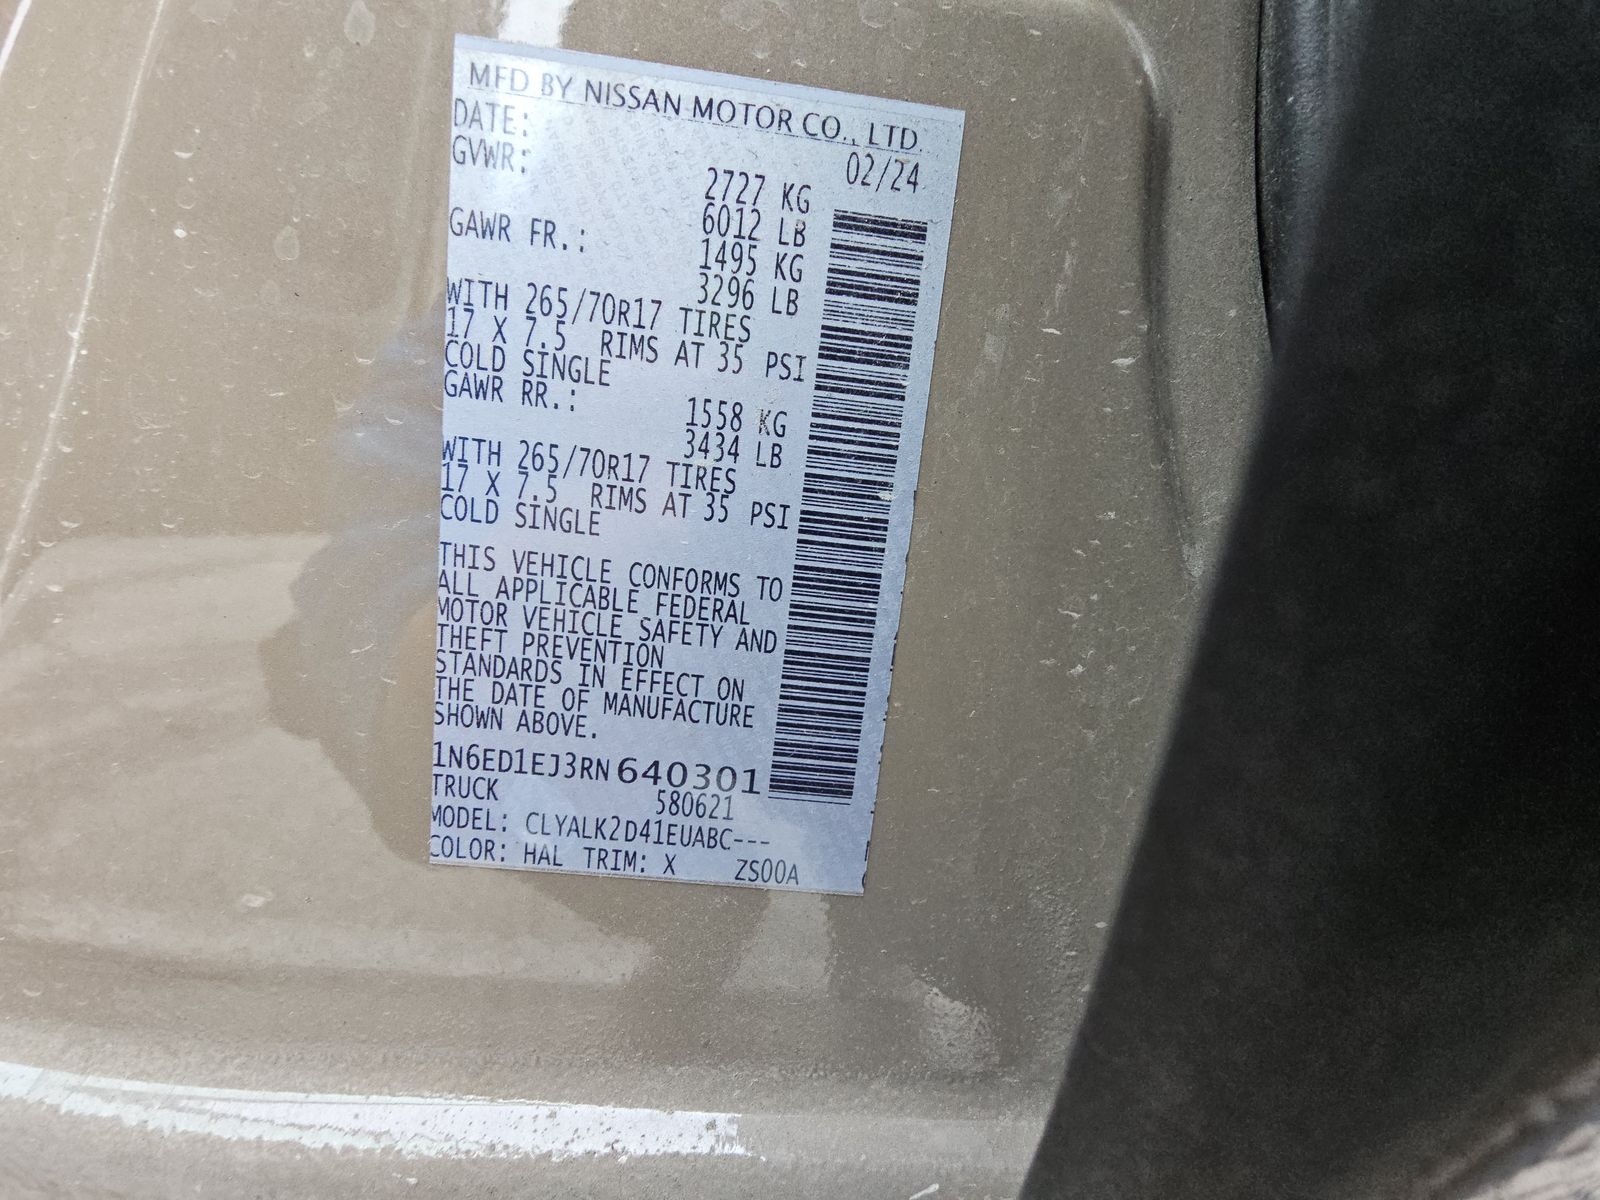 MFD BY NISSAN MOTOR CO., LTD.
DATE: 02/24
GVWR: 2727 KG
6012 LB
GAWR FR.: 1495 KG
3296 LB
WITH 265/70R17 TIRES
17 X 7.5 RIMS AT 35 PSI
COLD SINGLE
GAWR RR.: 1558 KG
3434 LB
WITH 265/70R17 TIRES
17 X 7.5 RIMS AT 35 PSI
COLD SINGLE
THIS VEHICLE CONFORMS TO
ALL APPLICABLE FEDERAL
MOTOR VEHICLE SAFETY AND
THEFT PREVENTION
STANDARDS IN EFFECT ON
THE DATE OF MANUFACTURE
SHOWN ABOVE.
1N6ED1EJ3RN640301
TRUCK 580621
MODEL: CLYALK2D41EUABC---
COLOR: HAL TRIM: X ZS00A